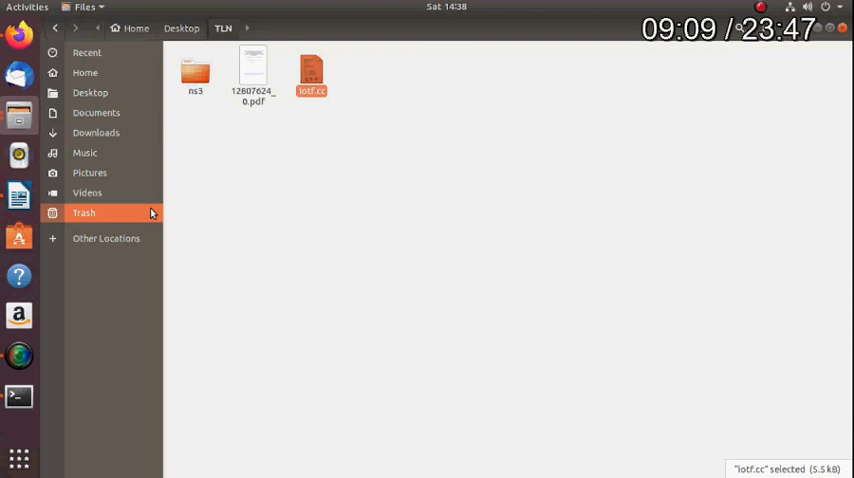 Activities
Files
Sat 14:38
Home
Desktop
TLN
09:09 / 23:47
Recent
Home
Desktop
Documents
Downloads
Music
Pictures
Videos
Trash
Other Locations
ns3
12807624_
0.pdf
iotf.cc
"iotf.cc" selected (5.5 kB)